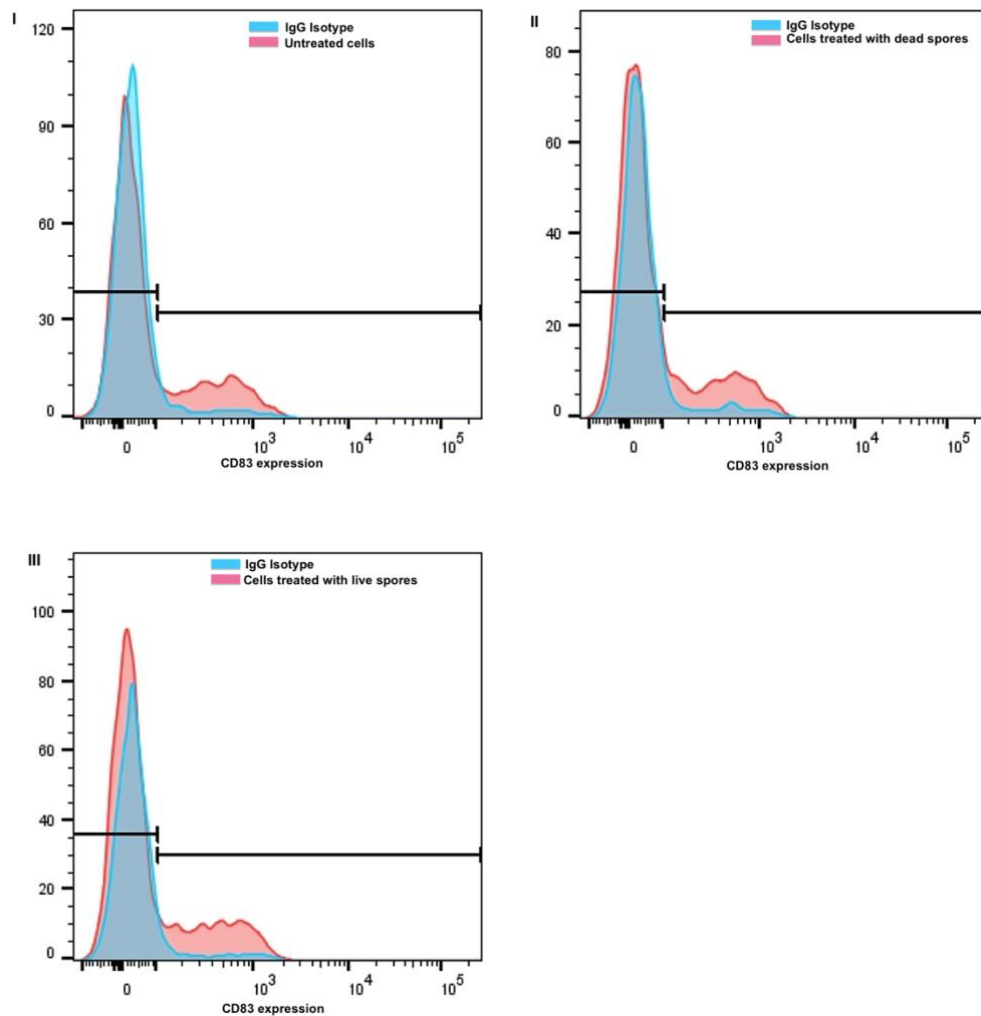 I
IgG Isotype
Untreated cells
120
90
60
30
0
0 10³ 10⁴ 10⁵
CD83 expression
II
IgG Isotype
Cells treated with dead spores
80
60
40
20
0
0 10³ 10⁴ 10⁵
CD83 expression
III
IgG Isotype
Cells treated with live spores
100
80
60
40
20
0
0 10³ 10⁴ 10⁵
CD83 expression